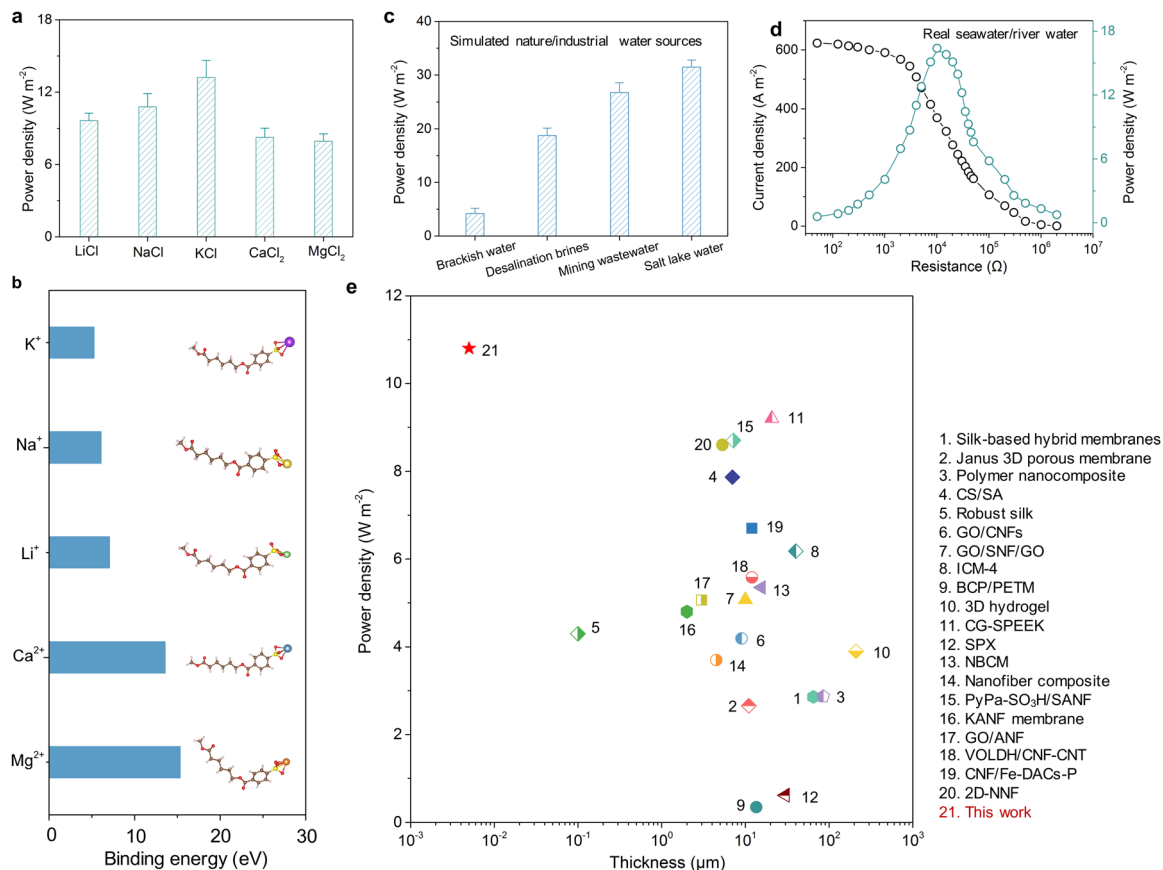 a
18
12
6
0
Power density (W m⁻²)
LiCl
NaCl
KCl
CaCl₂
MgCl₂
c
Simulated nature/industrial water sources
40
30
20
10
0
Power density (W m⁻²)
Brackish water
Desalination brines
Mining wastewater
Salt lake water
d
Real seawater/river water
600
400
200
0
Current density (A m⁻²)
18
12
6
0
Power density (W m⁻²)
10²
10³
10⁴
10⁵
10⁶
10⁷
Resistance (Ω)
b
K⁺
Na⁺
Li⁺
Ca²⁺
Mg²⁺
0
10
20
30
Binding energy (eV)
e
12
10
8
6
4
2
0
Power density (W m⁻²)
21
11
15
20
4
19
8
18
13
17
7
16
5
6
10
14
1
3
2
12
9
10⁻³
10⁻²
10⁻¹
10⁰
10¹
10²
10³
Thickness (μm)
1. Silk-based hybrid membranes
2. Janus 3D porous membrane
3. Polymer nanocomposite
4. CS/SA
5. Robust silk
6. GO/CNFs
7. GO/SNF/GO
8. ICM-4
9. BCP/PETM
10. 3D hydrogel
11. CG-SPEEK
12. SPX
13. NBCM
14. Nanofiber composite
15. PyPa-SO₃H/SANF
16. KANF membrane
17. GO/ANF
18. VOLDH/CNF-CNT
19. CNF/Fe-DACs-P
20. 2D-NNF
21. This work